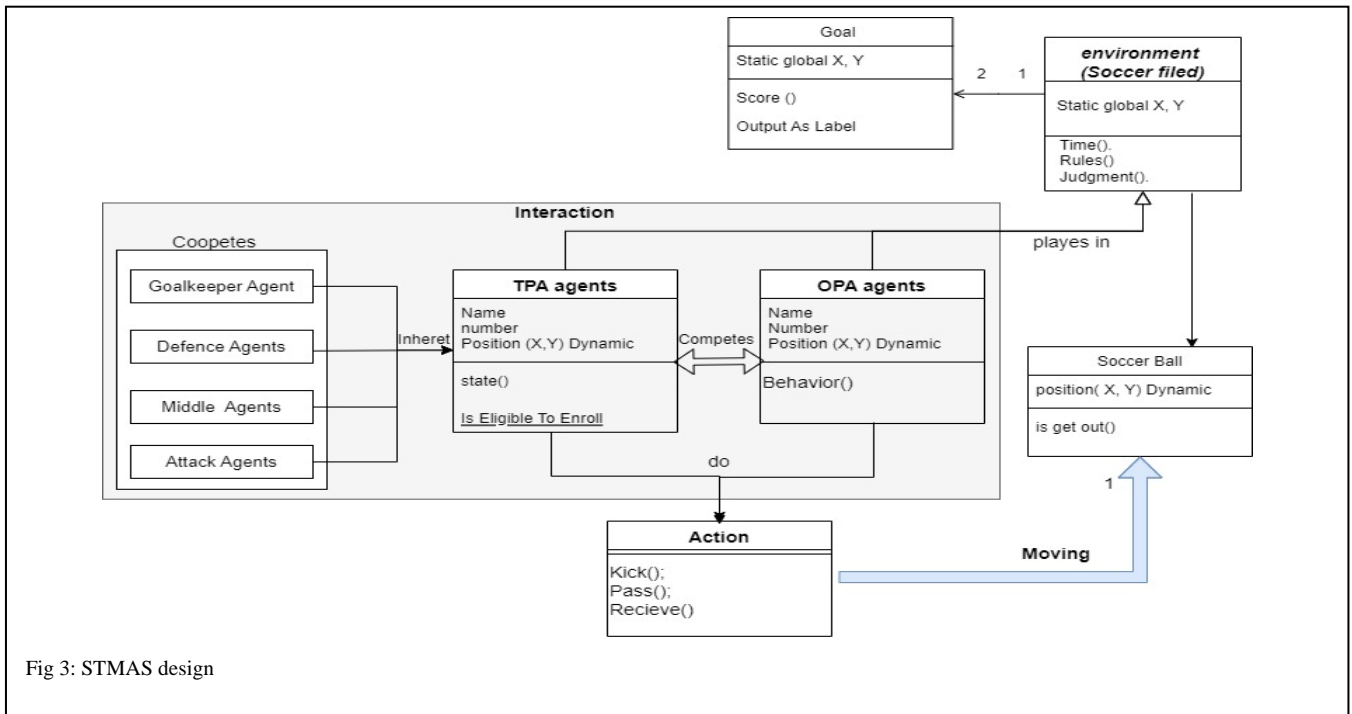 Goal
Static global X, Y
Score ()
Output As Label
2 1
environment
(Soccer filed)
Static global X, Y
Time().
Rules()
Judgment().
Interaction
playes in
Coopetes
Goalkeeper Agent
Defence Agents
Middle Agents
Attack Agents
Inheret
TPA agents
Name
number
Position (X,Y) Dynamic
state()
Is Eligible To Enroll
Competes
OPA agents
Name
Number
Position (X,Y) Dynamic
Behavior()
Soccer Ball
position( X, Y) Dynamic
is get out()
do
1
Action
Kick();
Pass();
Recieve()
Moving
Fig 3: STMAS design